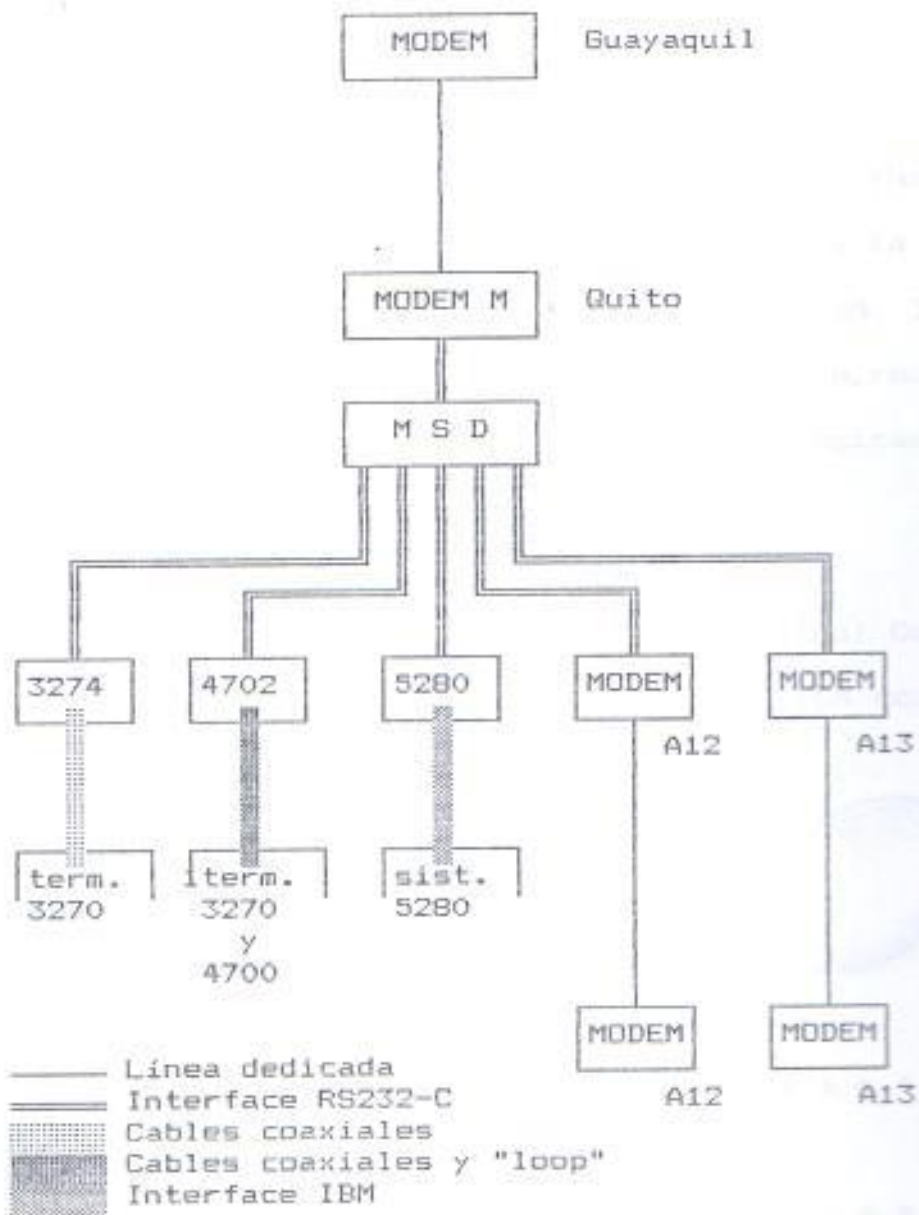 MODEM Guayaquil
MODEM M Quito
M S D
3274 4702 5280 MODEM MODEM
A12 A13
term. term. sist.
3270 3270 5280
y
4700
MODEM MODEM
A12 A13
Línea dedicada
Interface RS232-C
Cables coaxiales
Cables coaxiales y "loop"
Interface IBM